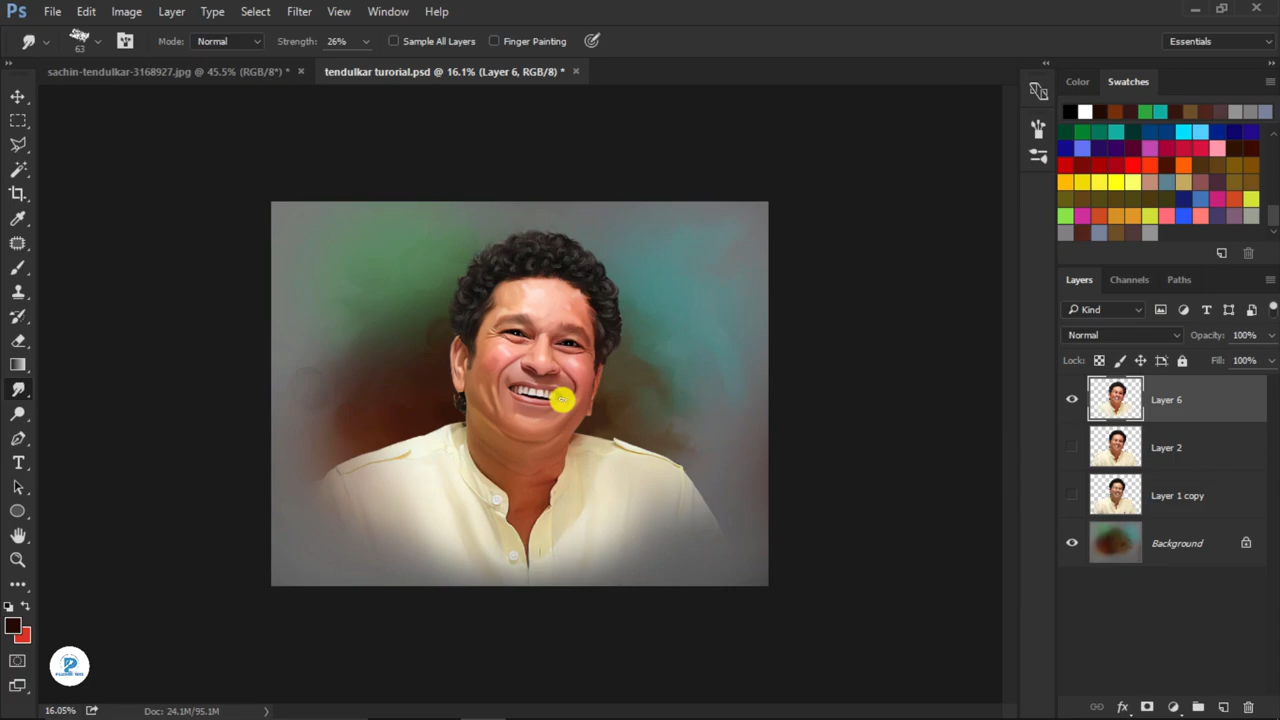 Ps File Edit Image Layer Type Select Filter View Window Help
63 Mode: Normal Strength: 26% Sample All Layers Finger Painting Essentials
sachin-tendulkar-3168927.jpg @ 45.5% (RGB/8*) * × tendulkar turorial.psd @ 16.1% (Layer 6, RGB/8) * ×
Color Swatches
Layers Channels Paths
Kind
Normal Opacity: 100%
Lock: Fill: 100%
Layer 6
Layer 2
Layer 1 copy
Background
16.05% Doc: 24.1M/95.1M